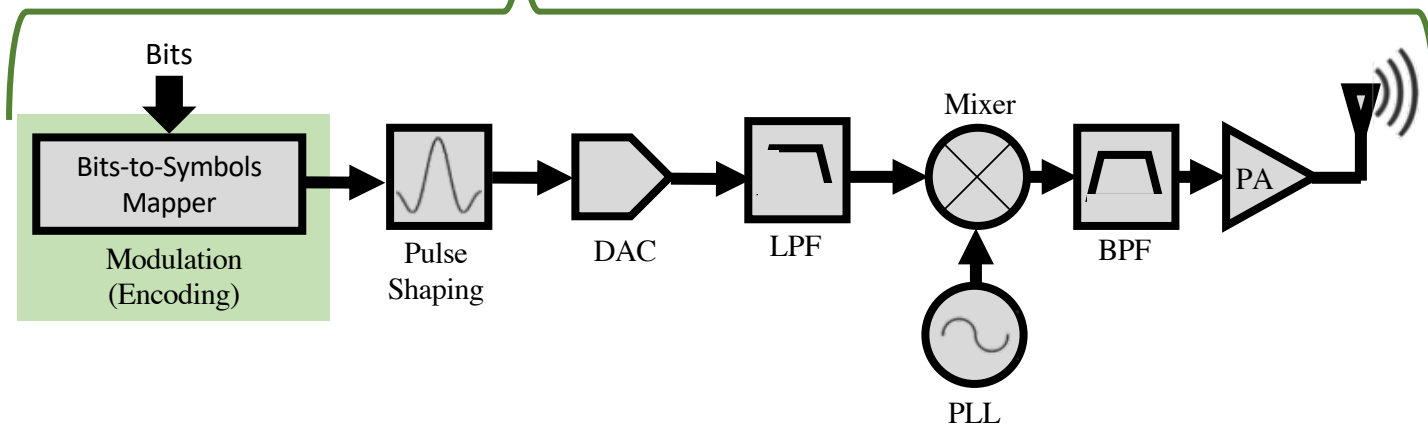 Bits
Bits-to-Symbols
Mapper
Modulation
(Encoding)
Pulse
Shaping
DAC
LPF
Mixer
PLL
BPF
PA